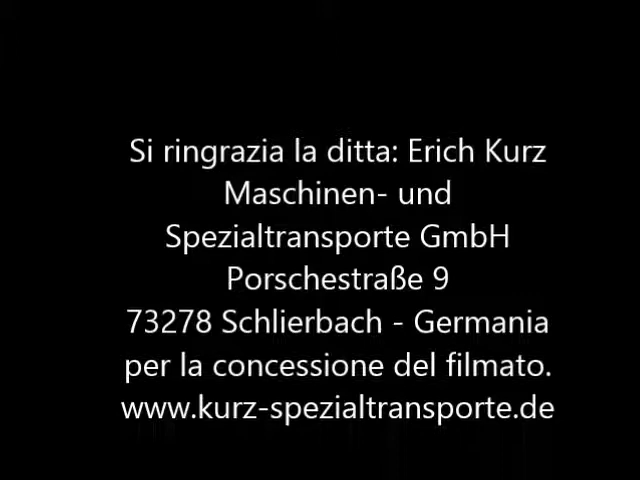 Si ringrazia la ditta: Erich Kurz
Maschinen- und
Spezialtransporte GmbH
Porschestraße 9
73278 Schlierbach - Germania
per la concessione del filmato.
www.kurz-spezialtransporte.de